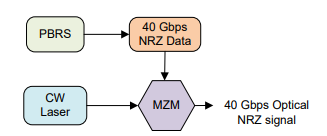 PBRS
40 Gbps
NRZ Data
CW
Laser
MZM
40 Gbps Optical
NRZ signal